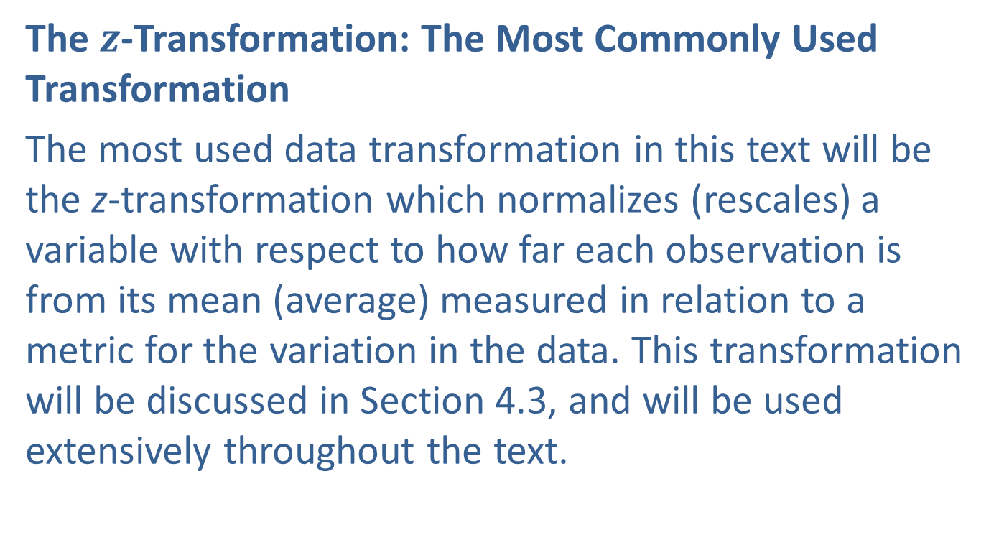 The z-Transformation: The Most Commonly Used
Transformation
The most used data transformation in this text will be
the z-transformation which normalizes (rescales) a
variable with respect to how far each observation is
from its mean (average) measured in relation to a
metric for the variation in the data. This transformation
will be discussed in Section 4.3, and will be used
extensively throughout the text.